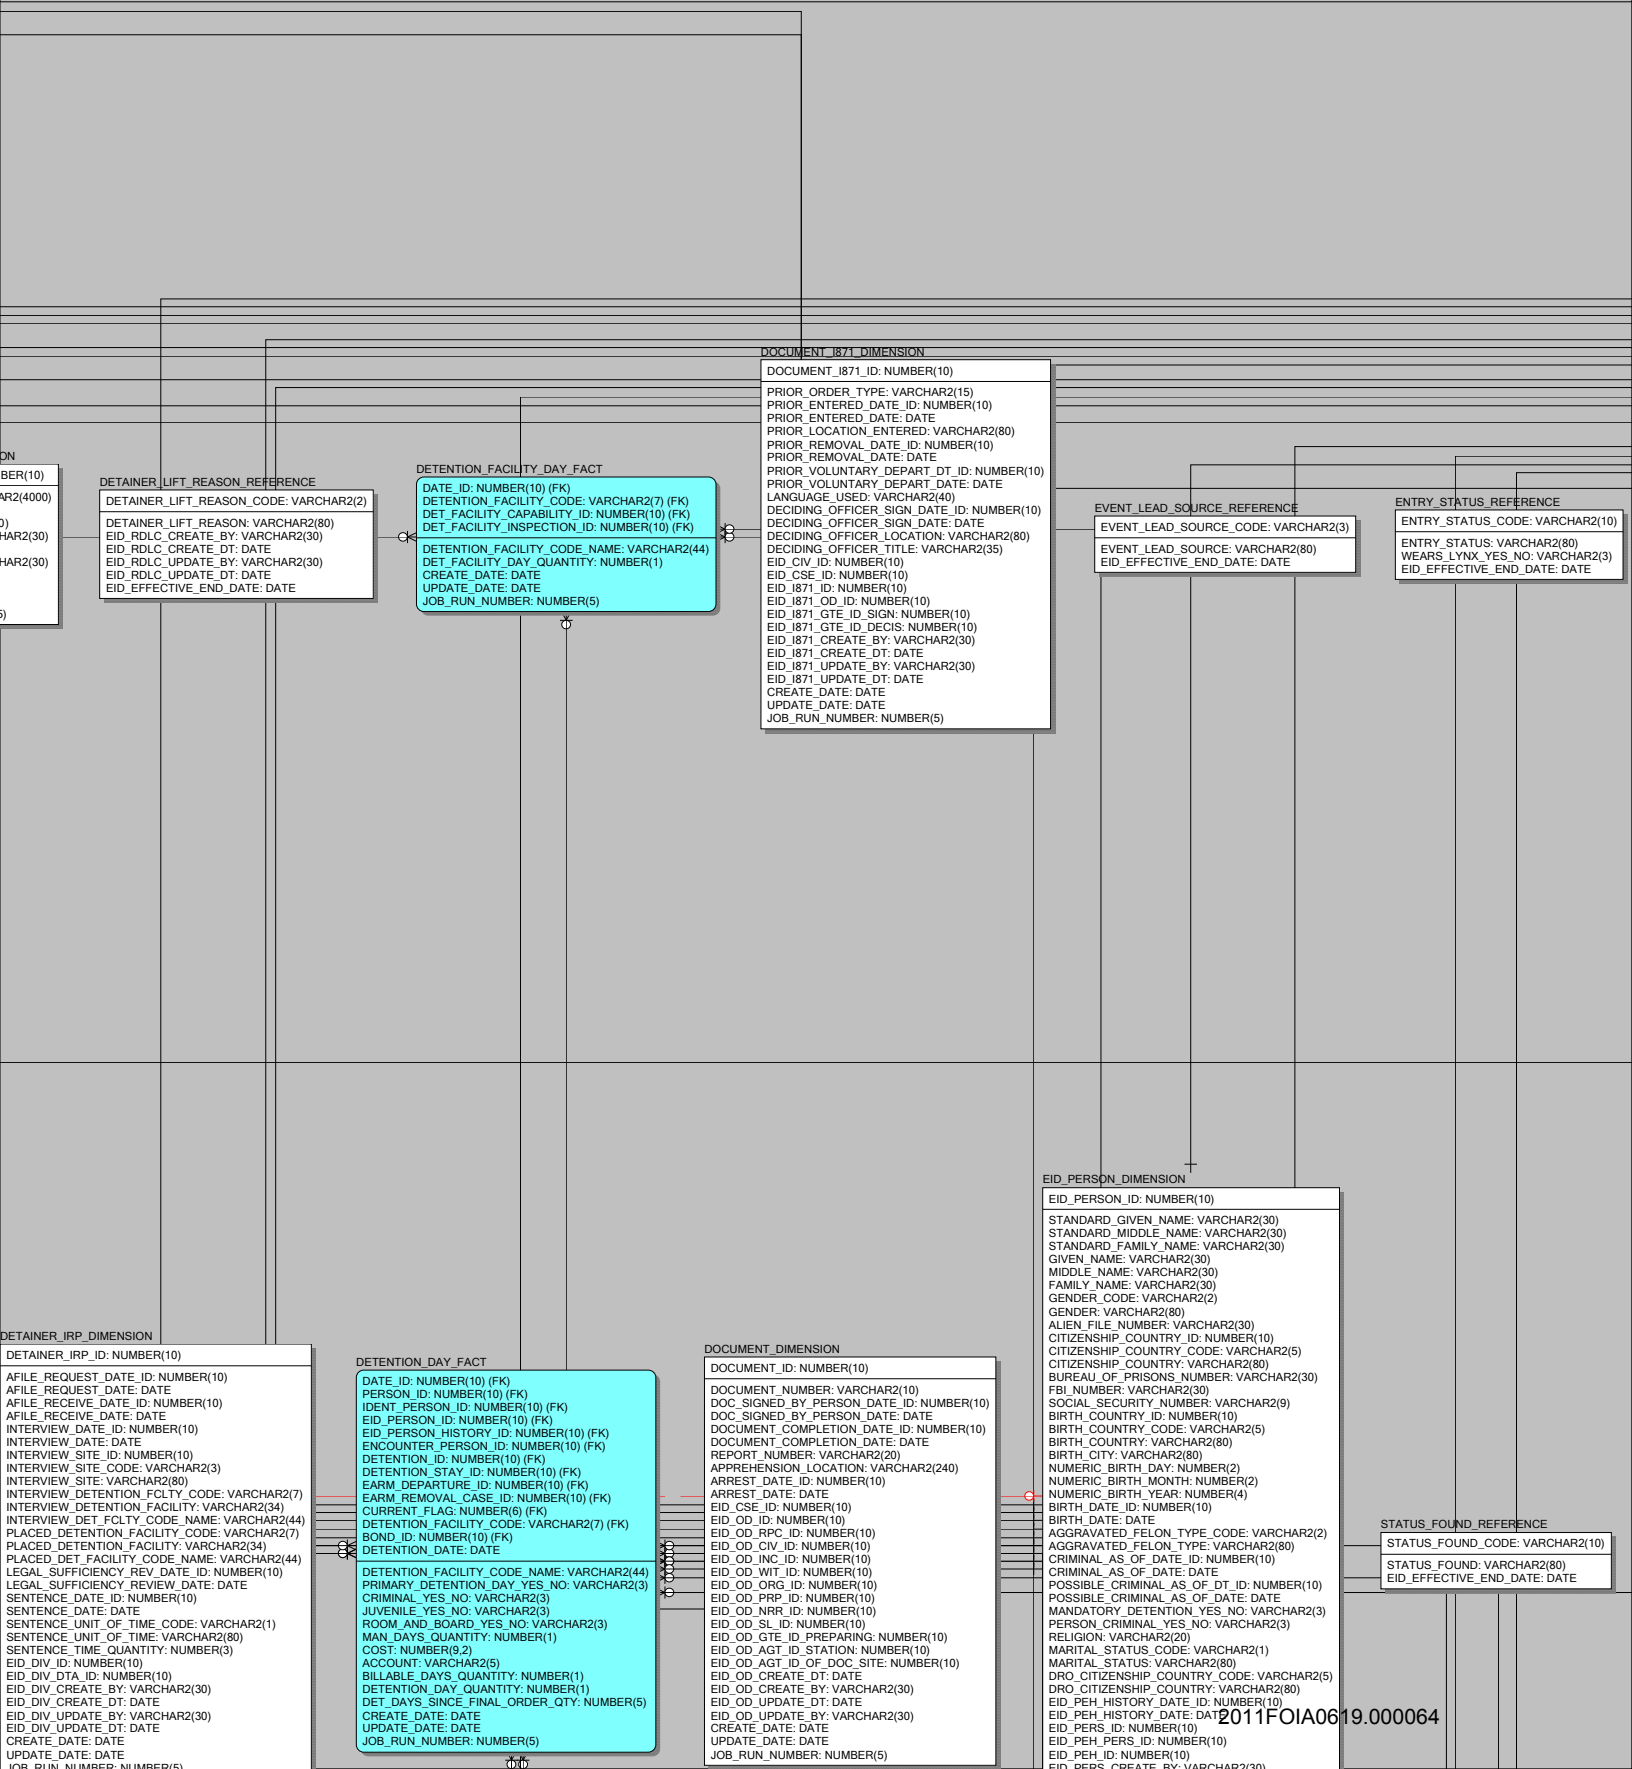 DOCUMENT_I871_DIMENSION
DOCUMENT_I871_ID: NUMBER(10)
PRIOR_ORDER_TYPE: VARCHAR2(15)
PRIOR_ENTERED_DATE_ID: NUMBER(10)
PRIOR_ENTERED_DATE: DATE
PRIOR_LOCATION_ENTERED: VARCHAR2(80)
PRIOR_REMOVAL_DATE_ID: NUMBER(10)
PRIOR_REMOVAL_DATE: DATE
PRIOR_VOLUNTARY_DEPART_DT_ID: NUMBER(10)
PRIOR_VOLUNTARY_DEPART_DATE: DATE
LANGUAGE_USED: VARCHAR2(40)
DECIDING_OFFICER_SIGN_DATE_ID: NUMBER(10)
DECIDING_OFFICER_SIGN_DATE: DATE
DECIDING_OFFICER_LOCATION: VARCHAR2(80)
DECIDING_OFFICER_TITLE: VARCHAR2(35)
EID_CIV_ID: NUMBER(10)
EID_CSE_ID: NUMBER(10)
EID_I871_ID: NUMBER(10)
EID_I871_OD_ID: NUMBER(10)
EID_I871_GTE_ID_SIGN: NUMBER(10)
EID_I871_GTE_ID_DECIS: NUMBER(10)
EID_I871_CREATE_BY: VARCHAR2(30)
EID_I871_CREATE_DT: DATE
EID_I871_UPDATE_BY: VARCHAR2(30)
EID_I871_UPDATE_DT: DATE
CREATE_DATE: DATE
UPDATE_DATE: DATE
JOB_RUN_NUMBER: NUMBER(5)
ON
BER(10)
AR2(4000)
0)
HAR2(30)
HAR2(30)
5)
DETAINER_LIFT_REASON_REFERENCE
DETAINER_LIFT_REASON_CODE: VARCHAR2(2)
DETAINER_LIFT_REASON: VARCHAR2(80)
EID_RDLC_CREATE_BY: VARCHAR2(30)
EID_RDLC_CREATE_DT: DATE
EID_RDLC_UPDATE_BY: VARCHAR2(30)
EID_RDLC_UPDATE_DT: DATE
EID_EFFECTIVE_END_DATE: DATE
DETENTION_FACILITY_DAY_FACT
DATE_ID: NUMBER(10) (FK)
DETENTION_FACILITY_CODE: VARCHAR2(7) (FK)
DET_FACILITY_CAPABILITY_ID: NUMBER(10) (FK)
DET_FACILITY_INSPECTION_ID: NUMBER(10) (FK)
DETENTION_FACILITY_CODE_NAME: VARCHAR2(44)
DET_FACILITY_DAY_QUANTITY: NUMBER(1)
CREATE_DATE: DATE
UPDATE_DATE: DATE
JOB_RUN_NUMBER: NUMBER(5)
EVENT_LEAD_SOURCE_REFERENCE
EVENT_LEAD_SOURCE_CODE: VARCHAR2(3)
EVENT_LEAD_SOURCE: VARCHAR2(80)
EID_EFFECTIVE_END_DATE: DATE
ENTRY_STATUS_REFERENCE
ENTRY_STATUS_CODE: VARCHAR2(10)
ENTRY_STATUS: VARCHAR2(80)
WEARS_LYNX_YES_NO: VARCHAR2(3)
EID_EFFECTIVE_END_DATE: DATE
DETAINER_IRP_DIMENSION
DETAINER_IRP_ID: NUMBER(10)
AFILE_REQUEST_DATE_ID: NUMBER(10)
AFILE_REQUEST_DATE: DATE
AFILE_RECEIVE_DATE_ID: NUMBER(10)
AFILE_RECEIVE_DATE: DATE
INTERVIEW_DATE_ID: NUMBER(10)
INTERVIEW_DATE: DATE
INTERVIEW_SITE_ID: NUMBER(10)
INTERVIEW_SITE_CODE: VARCHAR2(3)
INTERVIEW_SITE: VARCHAR2(80)
INTERVIEW_DETENTION_FCLTY_CODE: VARCHAR2(7)
INTERVIEW_DETENTION_FACILITY: VARCHAR2(34)
INTERVIEW_DET_FCLTY_CODE_NAME: VARCHAR2(44)
PLACED_DETENTION_FACILITY_CODE: VARCHAR2(7)
PLACED_DETENTION_FACILITY: VARCHAR2(34)
PLACED_DET_FACILITY_CODE_NAME: VARCHAR2(44)
LEGAL_SUFFICIENCY_REV_DATE_ID: NUMBER(10)
LEGAL_SUFFICIENCY_REVIEW_DATE: DATE
SENTENCE_DATE_ID: NUMBER(10)
SENTENCE_DATE: DATE
SENTENCE_UNIT_OF_TIME_CODE: VARCHAR2(1)
SENTENCE_UNIT_OF_TIME: VARCHAR2(80)
SENTENCE_TIME_QUANTITY: NUMBER(3)
EID_DIV_ID: NUMBER(10)
EID_DIV_DTA_ID: NUMBER(10)
EID_DIV_CREATE_BY: VARCHAR2(30)
EID_DIV_CREATE_DT: DATE
EID_DIV_UPDATE_BY: VARCHAR2(30)
EID_DIV_UPDATE_DT: DATE
CREATE_DATE: DATE
UPDATE_DATE: DATE
JOB_RUN_NUMBER: NUMBER(5)
DETENTION_DAY_FACT
DATE_ID: NUMBER(10) (FK)
PERSON_ID: NUMBER(10) (FK)
IDENT_PERSON_ID: NUMBER(10) (FK)
EID_PERSON_ID: NUMBER(10) (FK)
EID_PERSON_HISTORY_ID: NUMBER(10) (FK)
ENCOUNTER_PERSON_ID: NUMBER(10) (FK)
DETENTION_ID: NUMBER(10) (FK)
DETENTION_STAY_ID: NUMBER(10) (FK)
EARM_DEPARTURE_ID: NUMBER(10) (FK)
EARM_REMOVAL_CASE_ID: NUMBER(10) (FK)
CURRENT_FLAG: NUMBER(6) (FK)
DETENTION_FACILITY_CODE: VARCHAR2(7) (FK)
BOND_ID: NUMBER(10) (FK)
DETENTION_DATE: DATE
DETENTION_FACILITY_CODE_NAME: VARCHAR2(44)
PRIMARY_DETENTION_DAY_YES_NO: VARCHAR2(3)
CRIMINAL_YES_NO: VARCHAR2(3)
JUVENILE_YES_NO: VARCHAR2(3)
ROOM_AND_BOARD_YES_NO: VARCHAR2(3)
MAN_DAYS_QUANTITY: NUMBER(1)
COST: NUMBER(9,2)
ACCOUNT: VARCHAR2(5)
BILLABLE_DAYS_QUANTITY: NUMBER(1)
DETENTION_DAY_QUANTITY: NUMBER(1)
DET_DAYS_SINCE_FINAL_ORDER_QTY: NUMBER(5)
CREATE_DATE: DATE
UPDATE_DATE: DATE
JOB_RUN_NUMBER: NUMBER(5)
DOCUMENT_DIMENSION
DOCUMENT_ID: NUMBER(10)
DOCUMENT_NUMBER: VARCHAR2(10)
DOC_SIGNED_BY_PERSON_DATE_ID: NUMBER(10)
DOC_SIGNED_BY_PERSON_DATE: DATE
DOCUMENT_COMPLETION_DATE_ID: NUMBER(10)
DOCUMENT_COMPLETION_DATE: DATE
REPORT_NUMBER: VARCHAR2(20)
APPREHENSION_LOCATION: VARCHAR2(240)
ARREST_DATE_ID: NUMBER(10)
ARREST_DATE: DATE
EID_CSE_ID: NUMBER(10)
EID_OD_ID: NUMBER(10)
EID_OD_RPC_ID: NUMBER(10)
EID_OD_CIV_ID: NUMBER(10)
EID_OD_INC_ID: NUMBER(10)
EID_OD_WIT_ID: NUMBER(10)
EID_OD_ORG_ID: NUMBER(10)
EID_OD_PRP_ID: NUMBER(10)
EID_OD_NRR_ID: NUMBER(10)
EID_OD_SL_ID: NUMBER(10)
EID_OD_GTE_ID_PREPARING: NUMBER(10)
EID_OD_AGT_ID_STATION: NUMBER(10)
EID_OD_AGT_ID_OF_DOC_SITE: NUMBER(10)
EID_OD_CREATE_DT: DATE
EID_OD_CREATE_BY: VARCHAR2(30)
EID_OD_UPDATE_DT: DATE
EID_OD_UPDATE_BY: VARCHAR2(30)
CREATE_DATE: DATE
UPDATE_DATE: DATE
JOB_RUN_NUMBER: NUMBER(5)
EID_PERSON_DIMENSION
EID_PERSON_ID: NUMBER(10)
STANDARD_GIVEN_NAME: VARCHAR2(30)
STANDARD_MIDDLE_NAME: VARCHAR2(30)
STANDARD_FAMILY_NAME: VARCHAR2(30)
GIVEN_NAME: VARCHAR2(30)
MIDDLE_NAME: VARCHAR2(30)
FAMILY_NAME: VARCHAR2(30)
GENDER_CODE: VARCHAR2(2)
GENDER: VARCHAR2(80)
ALIEN_FILE_NUMBER: VARCHAR2(30)
CITIZENSHIP_COUNTRY_ID: NUMBER(10)
CITIZENSHIP_COUNTRY_CODE: VARCHAR2(5)
CITIZENSHIP_COUNTRY: VARCHAR2(80)
BUREAU_OF_PRISONS_NUMBER: VARCHAR2(30)
FBI_NUMBER: VARCHAR2(30)
SOCIAL_SECURITY_NUMBER: VARCHAR2(9)
BIRTH_COUNTRY_ID: NUMBER(10)
BIRTH_COUNTRY_CODE: VARCHAR2(5)
BIRTH_COUNTRY: VARCHAR2(80)
BIRTH_CITY: VARCHAR2(80)
NUMERIC_BIRTH_DAY: NUMBER(2)
NUMERIC_BIRTH_MONTH: NUMBER(2)
NUMERIC_BIRTH_YEAR: NUMBER(4)
BIRTH_DATE_ID: NUMBER(10)
BIRTH_DATE: DATE
AGGRAVATED_FELON_TYPE_CODE: VARCHAR2(2)
AGGRAVATED_FELON_TYPE: VARCHAR2(80)
CRIMINAL_AS_OF_DATE_ID: NUMBER(10)
CRIMINAL_AS_OF_DATE: DATE
POSSIBLE_CRIMINAL_AS_OF_DT_ID: NUMBER(10)
POSSIBLE_CRIMINAL_AS_OF_DATE: DATE
MANDATORY_DETENTION_YES_NO: VARCHAR2(3)
PERSON_CRIMINAL_YES_NO: VARCHAR2(3)
RELIGION: VARCHAR2(20)
MARITAL_STATUS_CODE: VARCHAR2(1)
MARITAL_STATUS: VARCHAR2(80)
DRO_CITIZENSHIP_COUNTRY_CODE: VARCHAR2(5)
DRO_CITIZENSHIP_COUNTRY: VARCHAR2(80)
EID_PEH_HISTORY_DATE_ID: NUMBER(10)
EID_PEH_HISTORY_DATE: DATE
EID_PERS_ID: NUMBER(10)
EID_PEH_PERS_ID: NUMBER(10)
EID_PEH_ID: NUMBER(10)
EID_PERS_CREATE_BY: VARCHAR2(30)
STATUS_FOUND_REFERENCE
STATUS_FOUND_CODE: VARCHAR2(10)
STATUS_FOUND: VARCHAR2(80)
EID_EFFECTIVE_END_DATE: DATE
2011FOIA0619.000064